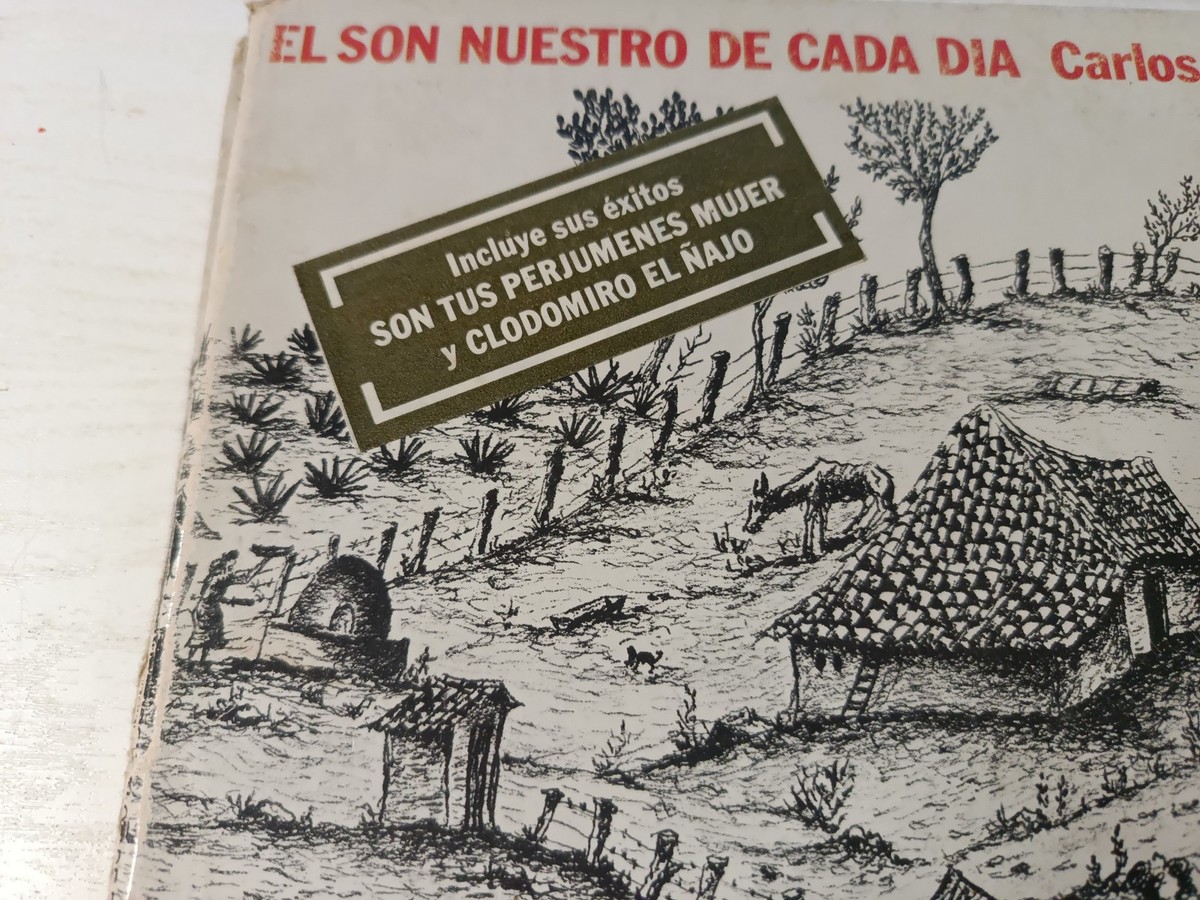 EL SON NUESTRO DE CADA DIA Carlos
Incluye sus éxitos
SON TUS PERJUMENES MUJER
y CLODOMIRO EL ÑAJO